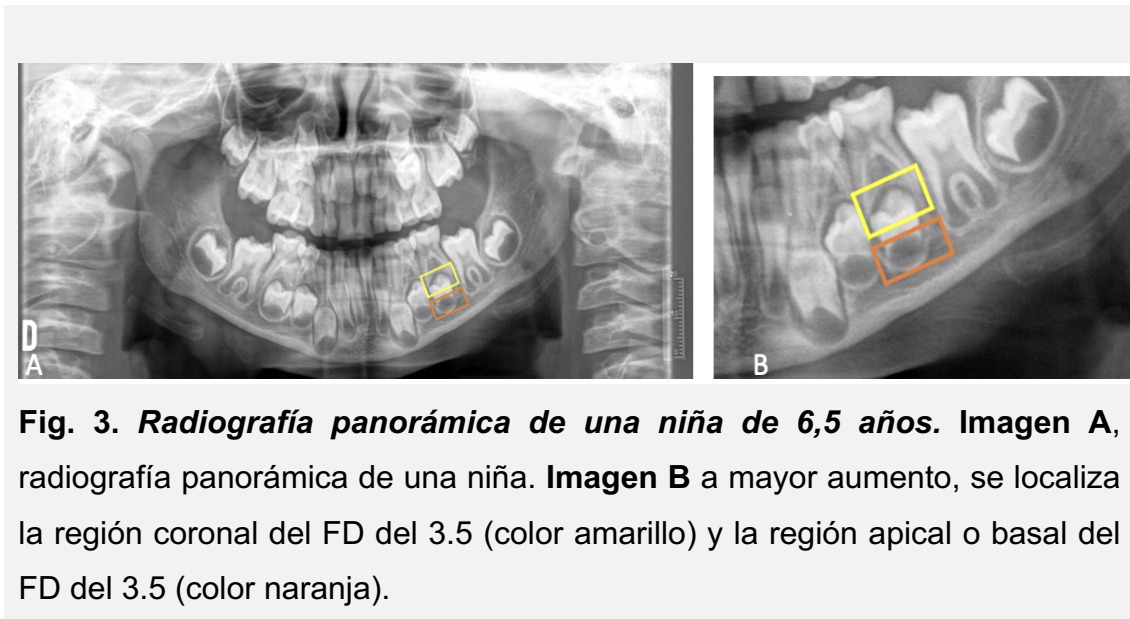 D
A
B
Fig. 3. Radiografía panorámica de una niña de 6,5 años. Imagen A,
radiografía panorámica de una niña. Imagen B a mayor aumento, se localiza
la región coronal del FD del 3.5 (color amarillo) y la región apical o basal del
FD del 3.5 (color naranja).